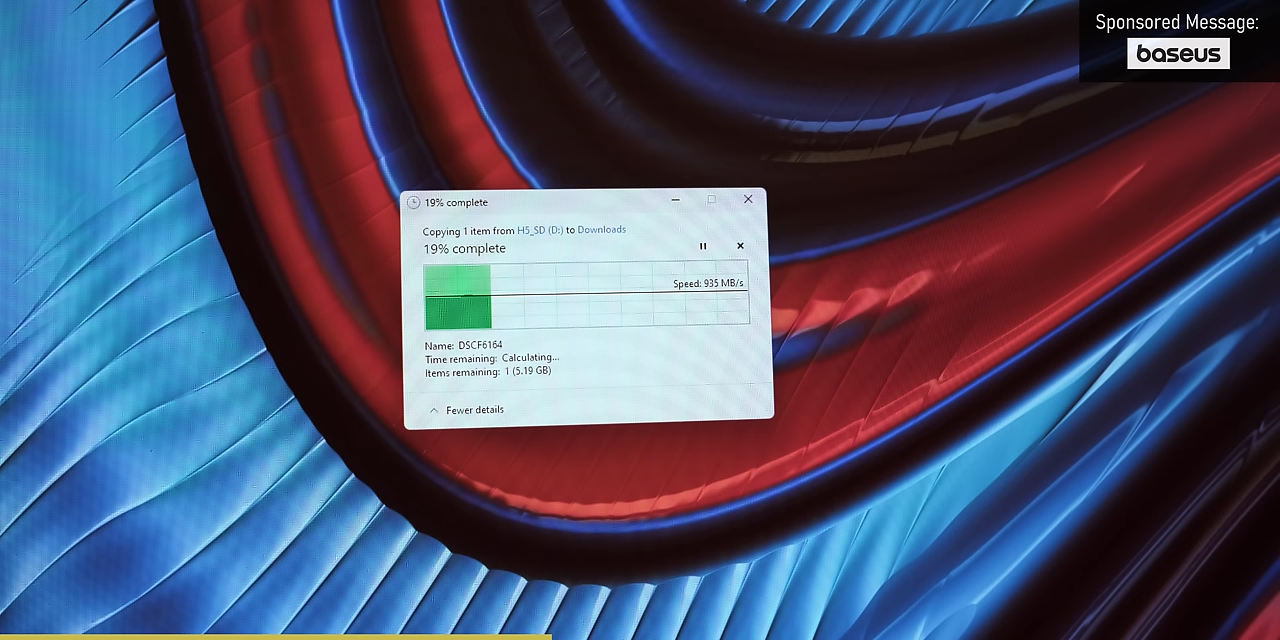 Sponsored Message:
baseus
19% complete
Copying 1 item from H5_SD (D:) to Downloads
19% complete
Speed: 935 MB/s
Name: DSCF6164
Time remaining: Calculating...
Items remaining: 1 (5.19 GB)
Fewer details